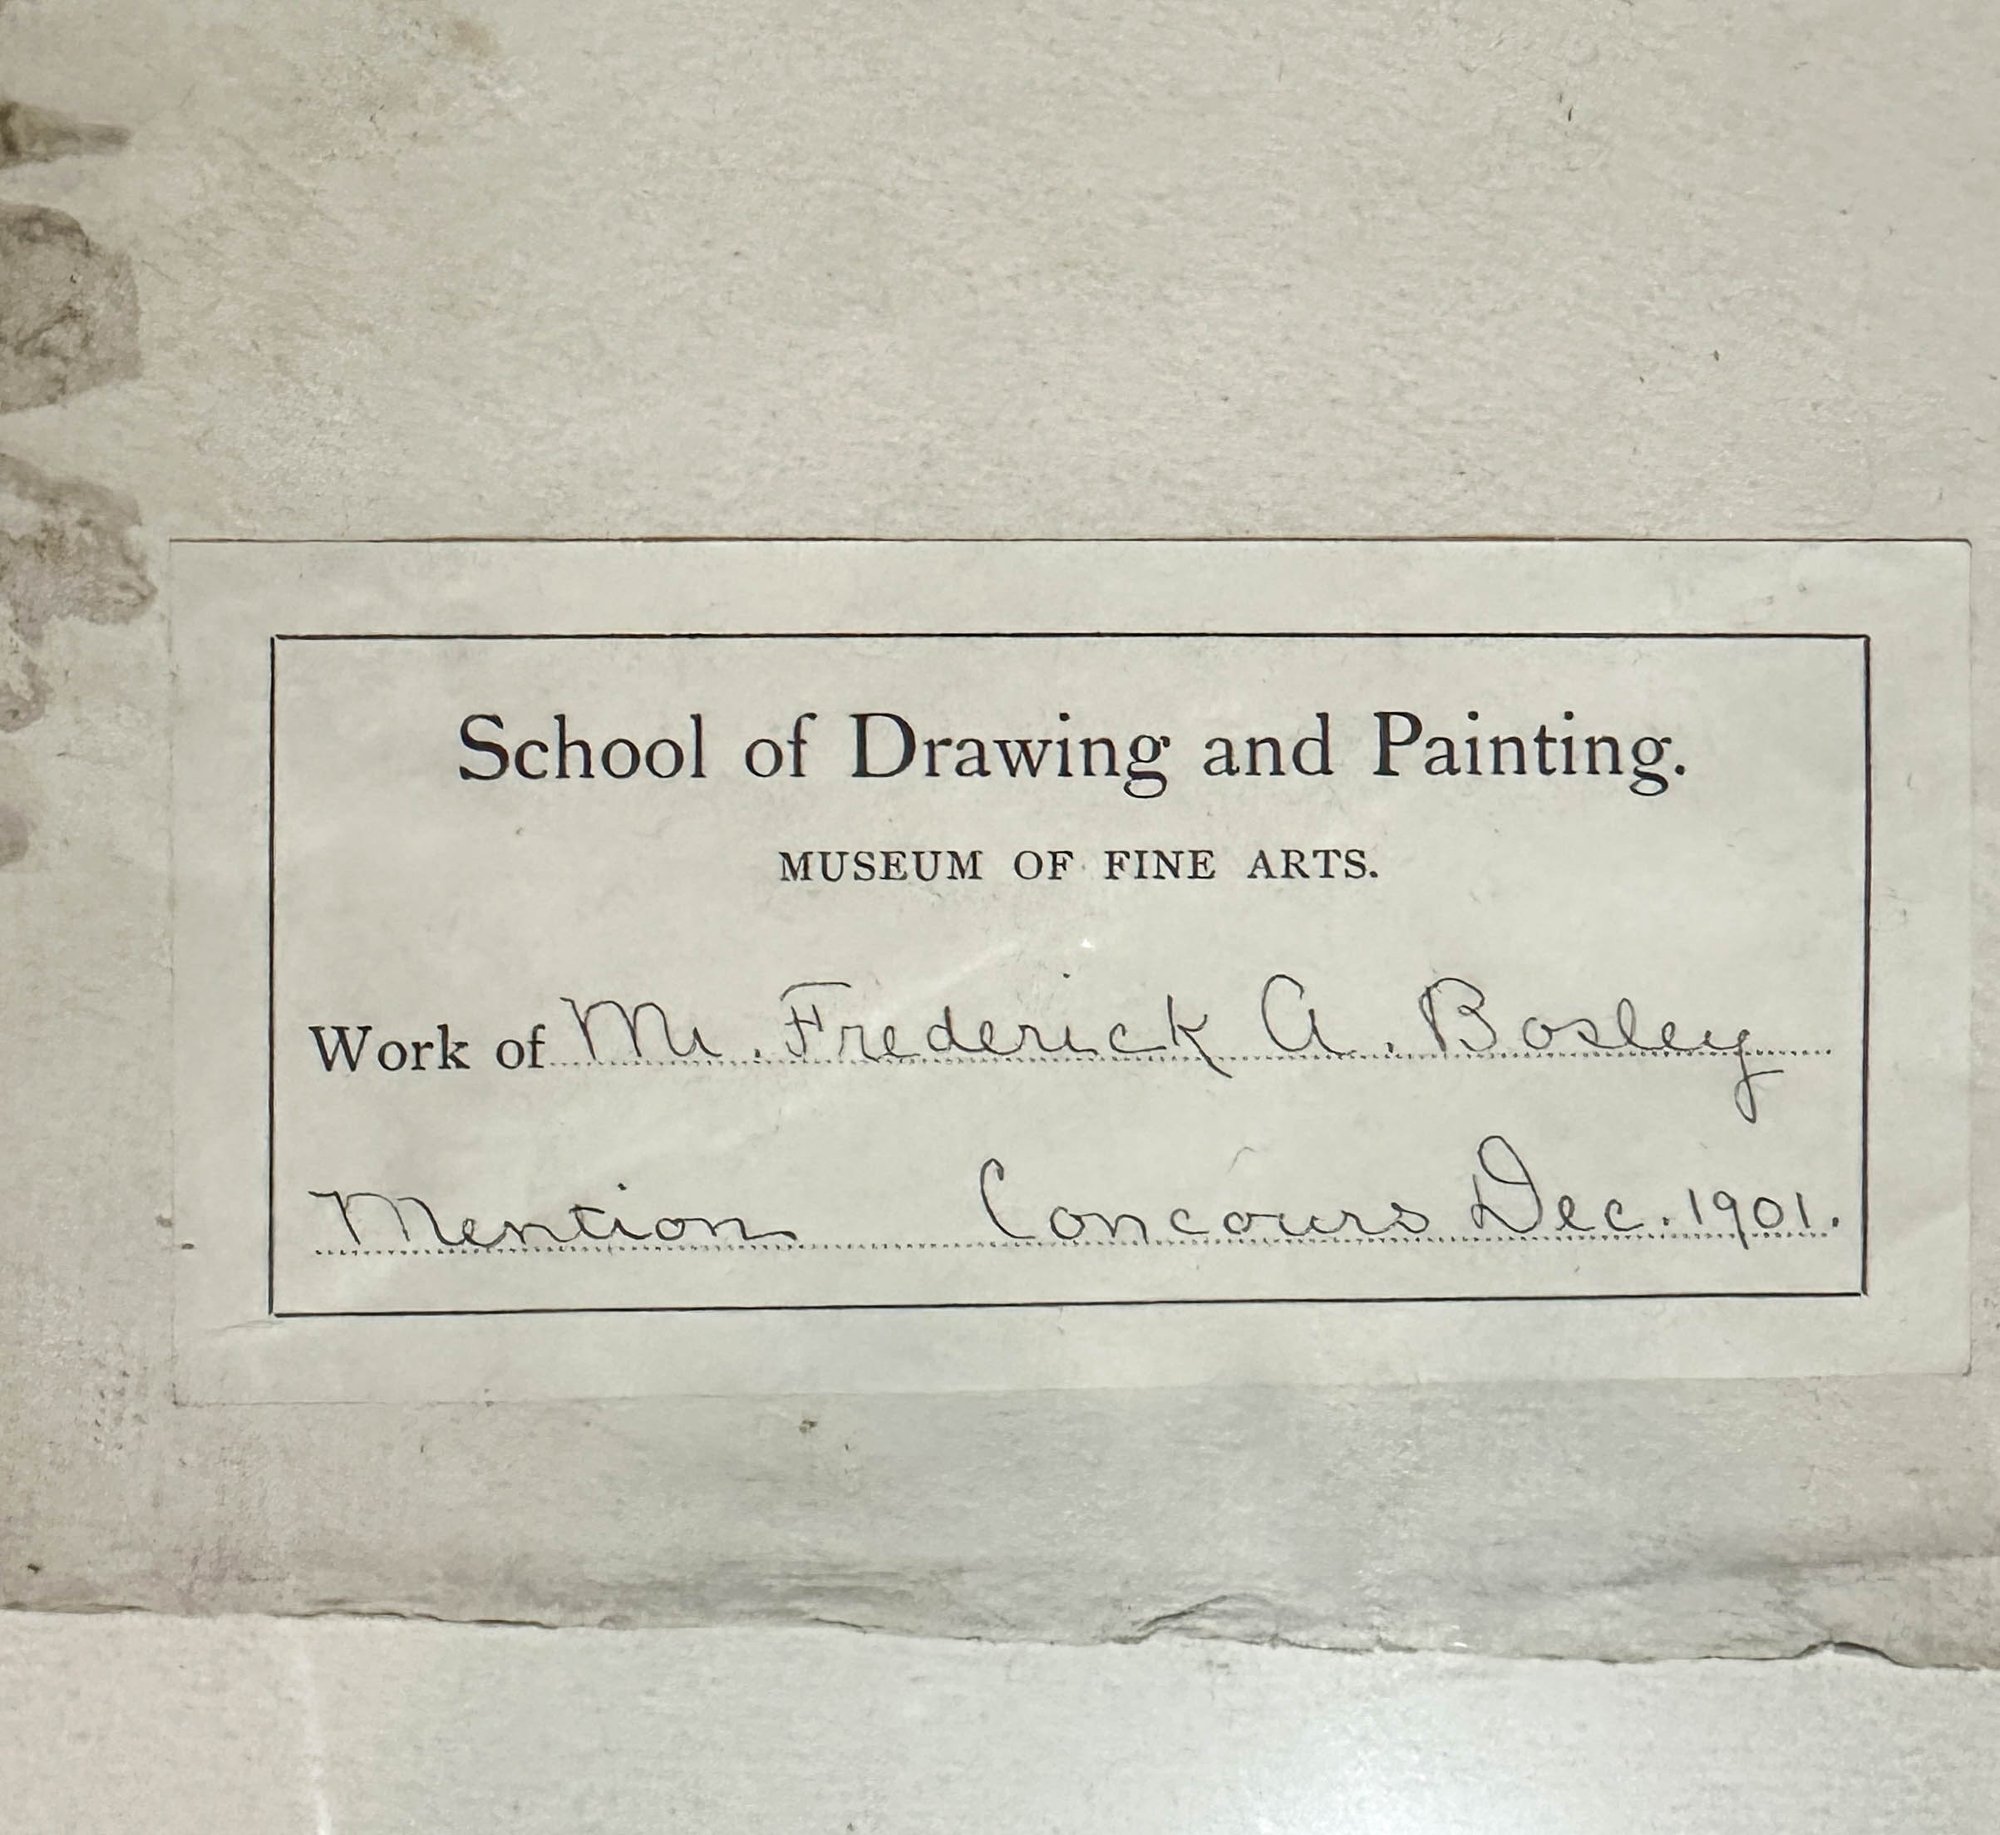 School of Drawing and Painting.
MUSEUM OF FINE ARTS.
Work of Mr. Frederick A. Bosley
Mention Concours Dec. 1901.